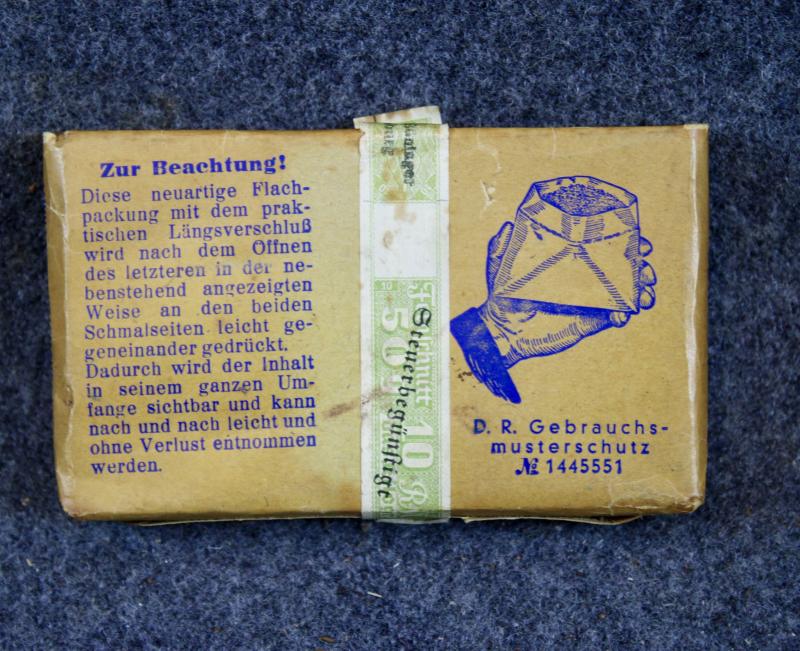 Zur Beachtung!
Diese neuartige Flach-
packung mit dem prak-
tischen Längsverschluß
wird nach dem Öffnen
des letzteren in der ne-
benstehend angezeigten
Weise an den beiden
Schmalseiten leicht ge-
geneinander gedrückt.
Dadurch wird der Inhalt
in seinem ganzen Um-
fange sichtbar und kann
nach und nach leicht und
ohne Verlust entnommen
werden.
10
Feinschnitt
50
10
Steuerbegünstigt
D. R. Gebrauchs-
musterschutz
№ 1445551